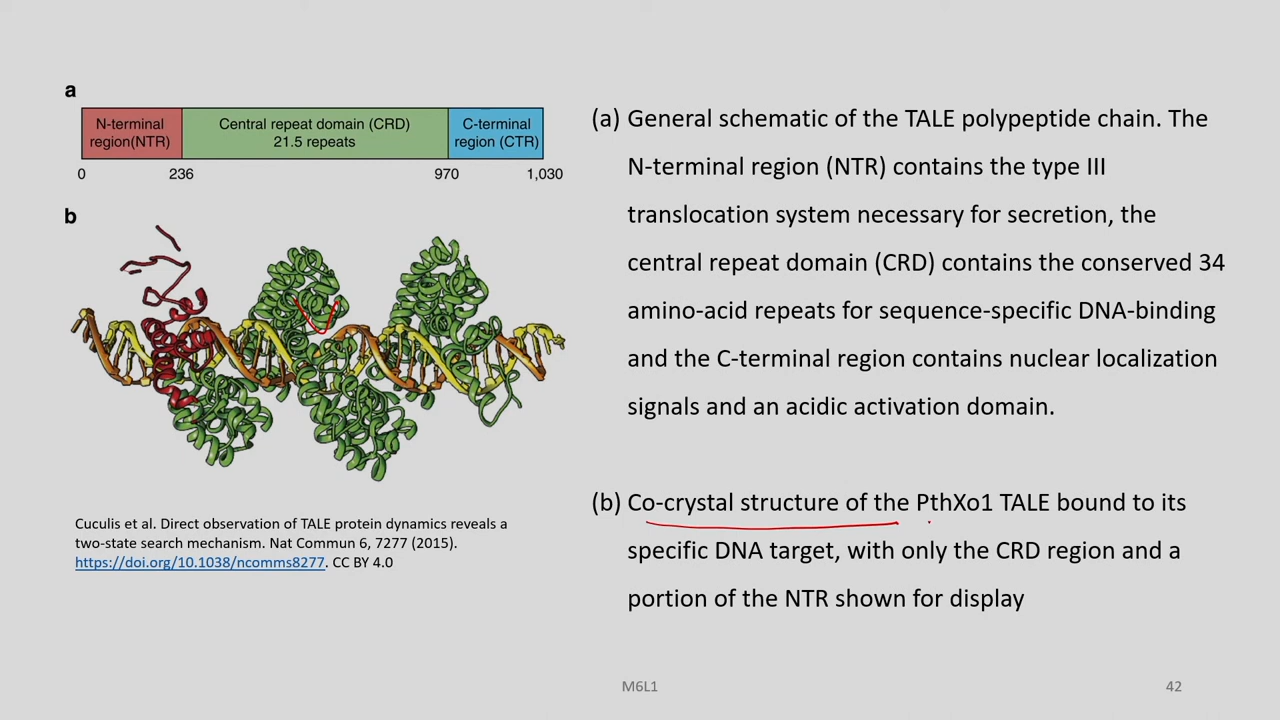 a
N-terminal
region(NTR)
Central repeat domain (CRD)
21.5 repeats
C-terminal
region (CTR)
0 236 970 1,030
b
Cuculis et al. Direct observation of TALE protein dynamics reveals a
two-state search mechanism. Nat Commun 6, 7277 (2015).
https://doi.org/10.1038/ncomms8277. CC BY 4.0
(a) General schematic of the TALE polypeptide chain. The
N-terminal region (NTR) contains the type III
translocation system necessary for secretion, the
central repeat domain (CRD) contains the conserved 34
amino-acid repeats for sequence-specific DNA-binding
and the C-terminal region contains nuclear localization
signals and an acidic activation domain.
(b) Co-crystal structure of the PthXo1 TALE bound to its
specific DNA target, with only the CRD region and a
portion of the NTR shown for display
M6L1
42